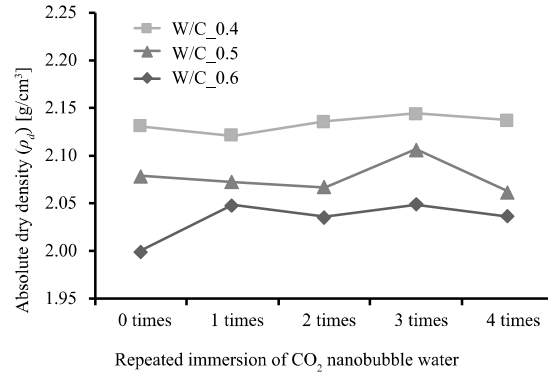 2.25
2.20
2.15
2.10
2.05
2.00
1.95
Absolute dry density (ρd) [g/cm³]
W/C_0.4
W/C_0.5
W/C_0.6
0 times 1 times 2 times 3 times 4 times
Repeated immersion of CO₂ nanobubble water